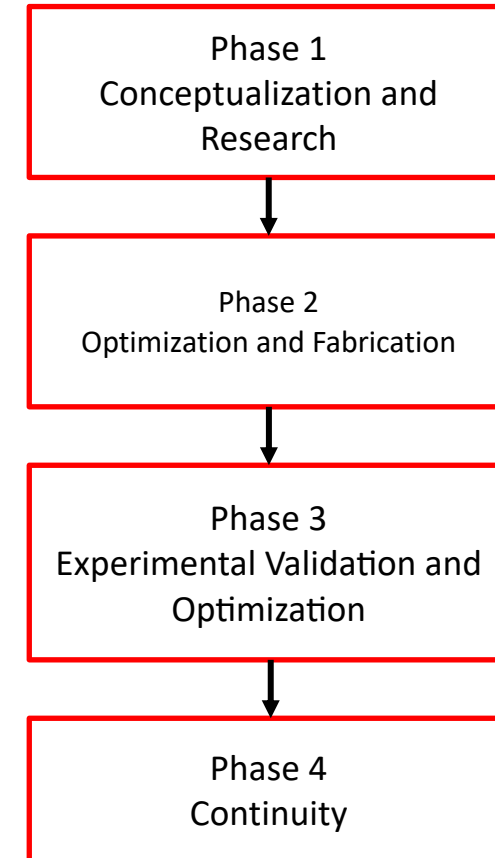 Phase 1
Conceptualization and
Research
Phase 2
Optimization and Fabrication
Phase 3
Experimental Validation and
Optimization
Phase 4
Continuity